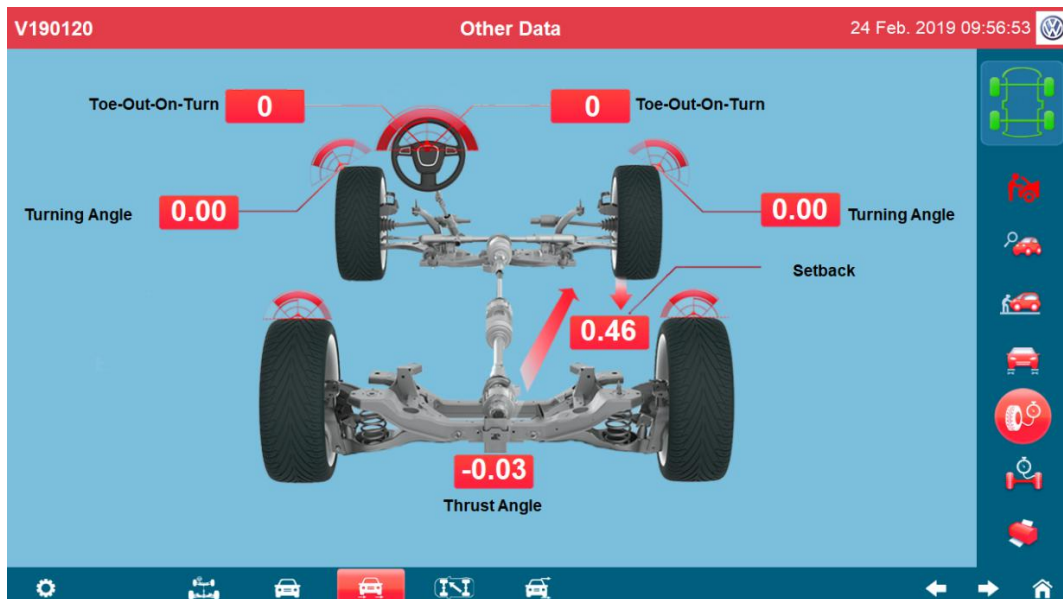 V190120
Other Data
24 Feb. 2019 09:56:53
Toe-Out-On-Turn 0
0 Toe-Out-On-Turn
Turning Angle 0.00
0.00 Turning Angle
Setback
0.46
-0.03
Thrust Angle